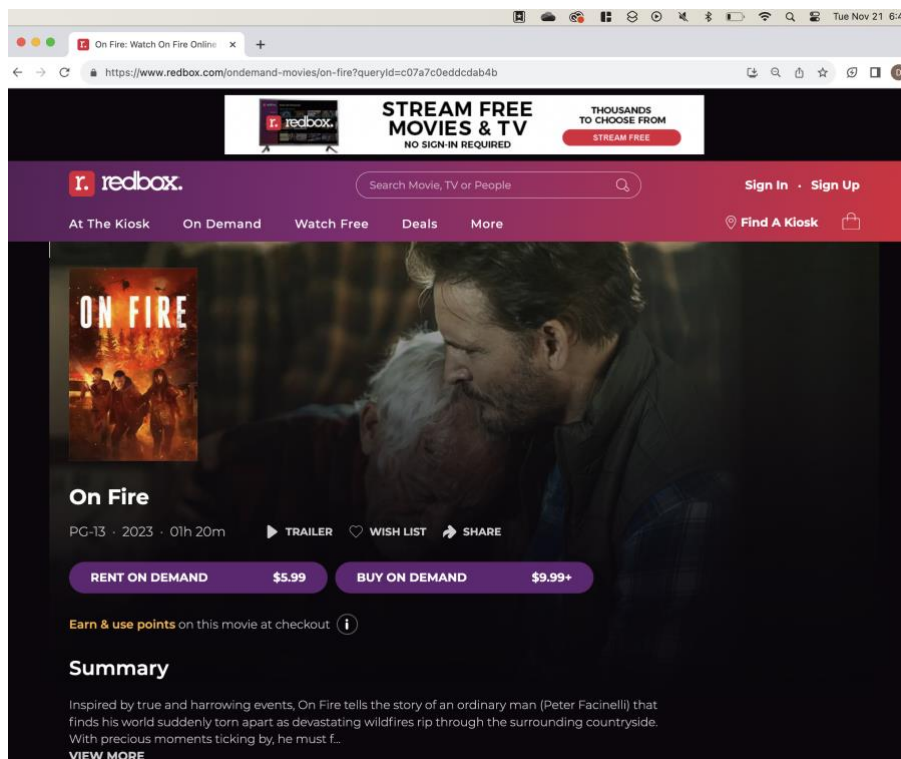 Tue Nov 21 6:4
r. On Fire: Watch On Fire Online × +
https://www.redbox.com/ondemand-movies/on-fire?queryId=c07a7c0eddcdab4b
r. redbox.
STREAM FREE
MOVIES & TV
NO SIGN-IN REQUIRED
THOUSANDS
TO CHOOSE FROM
STREAM FREE
r. redbox.
Search Movie, TV or People
Sign In · Sign Up
At The Kiosk On Demand Watch Free Deals More
Find A Kiosk
ON FIRE
On Fire
PG-13 · 2023 · 01h 20m TRAILER WISH LIST SHARE
RENT ON DEMAND $5.99 BUY ON DEMAND $9.99+
Earn & use points on this movie at checkout i
Summary
Inspired by true and harrowing events, On Fire tells the story of an ordinary man (Peter Facinelli) that
finds his world suddenly torn apart as devastating wildfires rip through the surrounding countryside.
With precious moments ticking by, he must f...
VIEW MORE